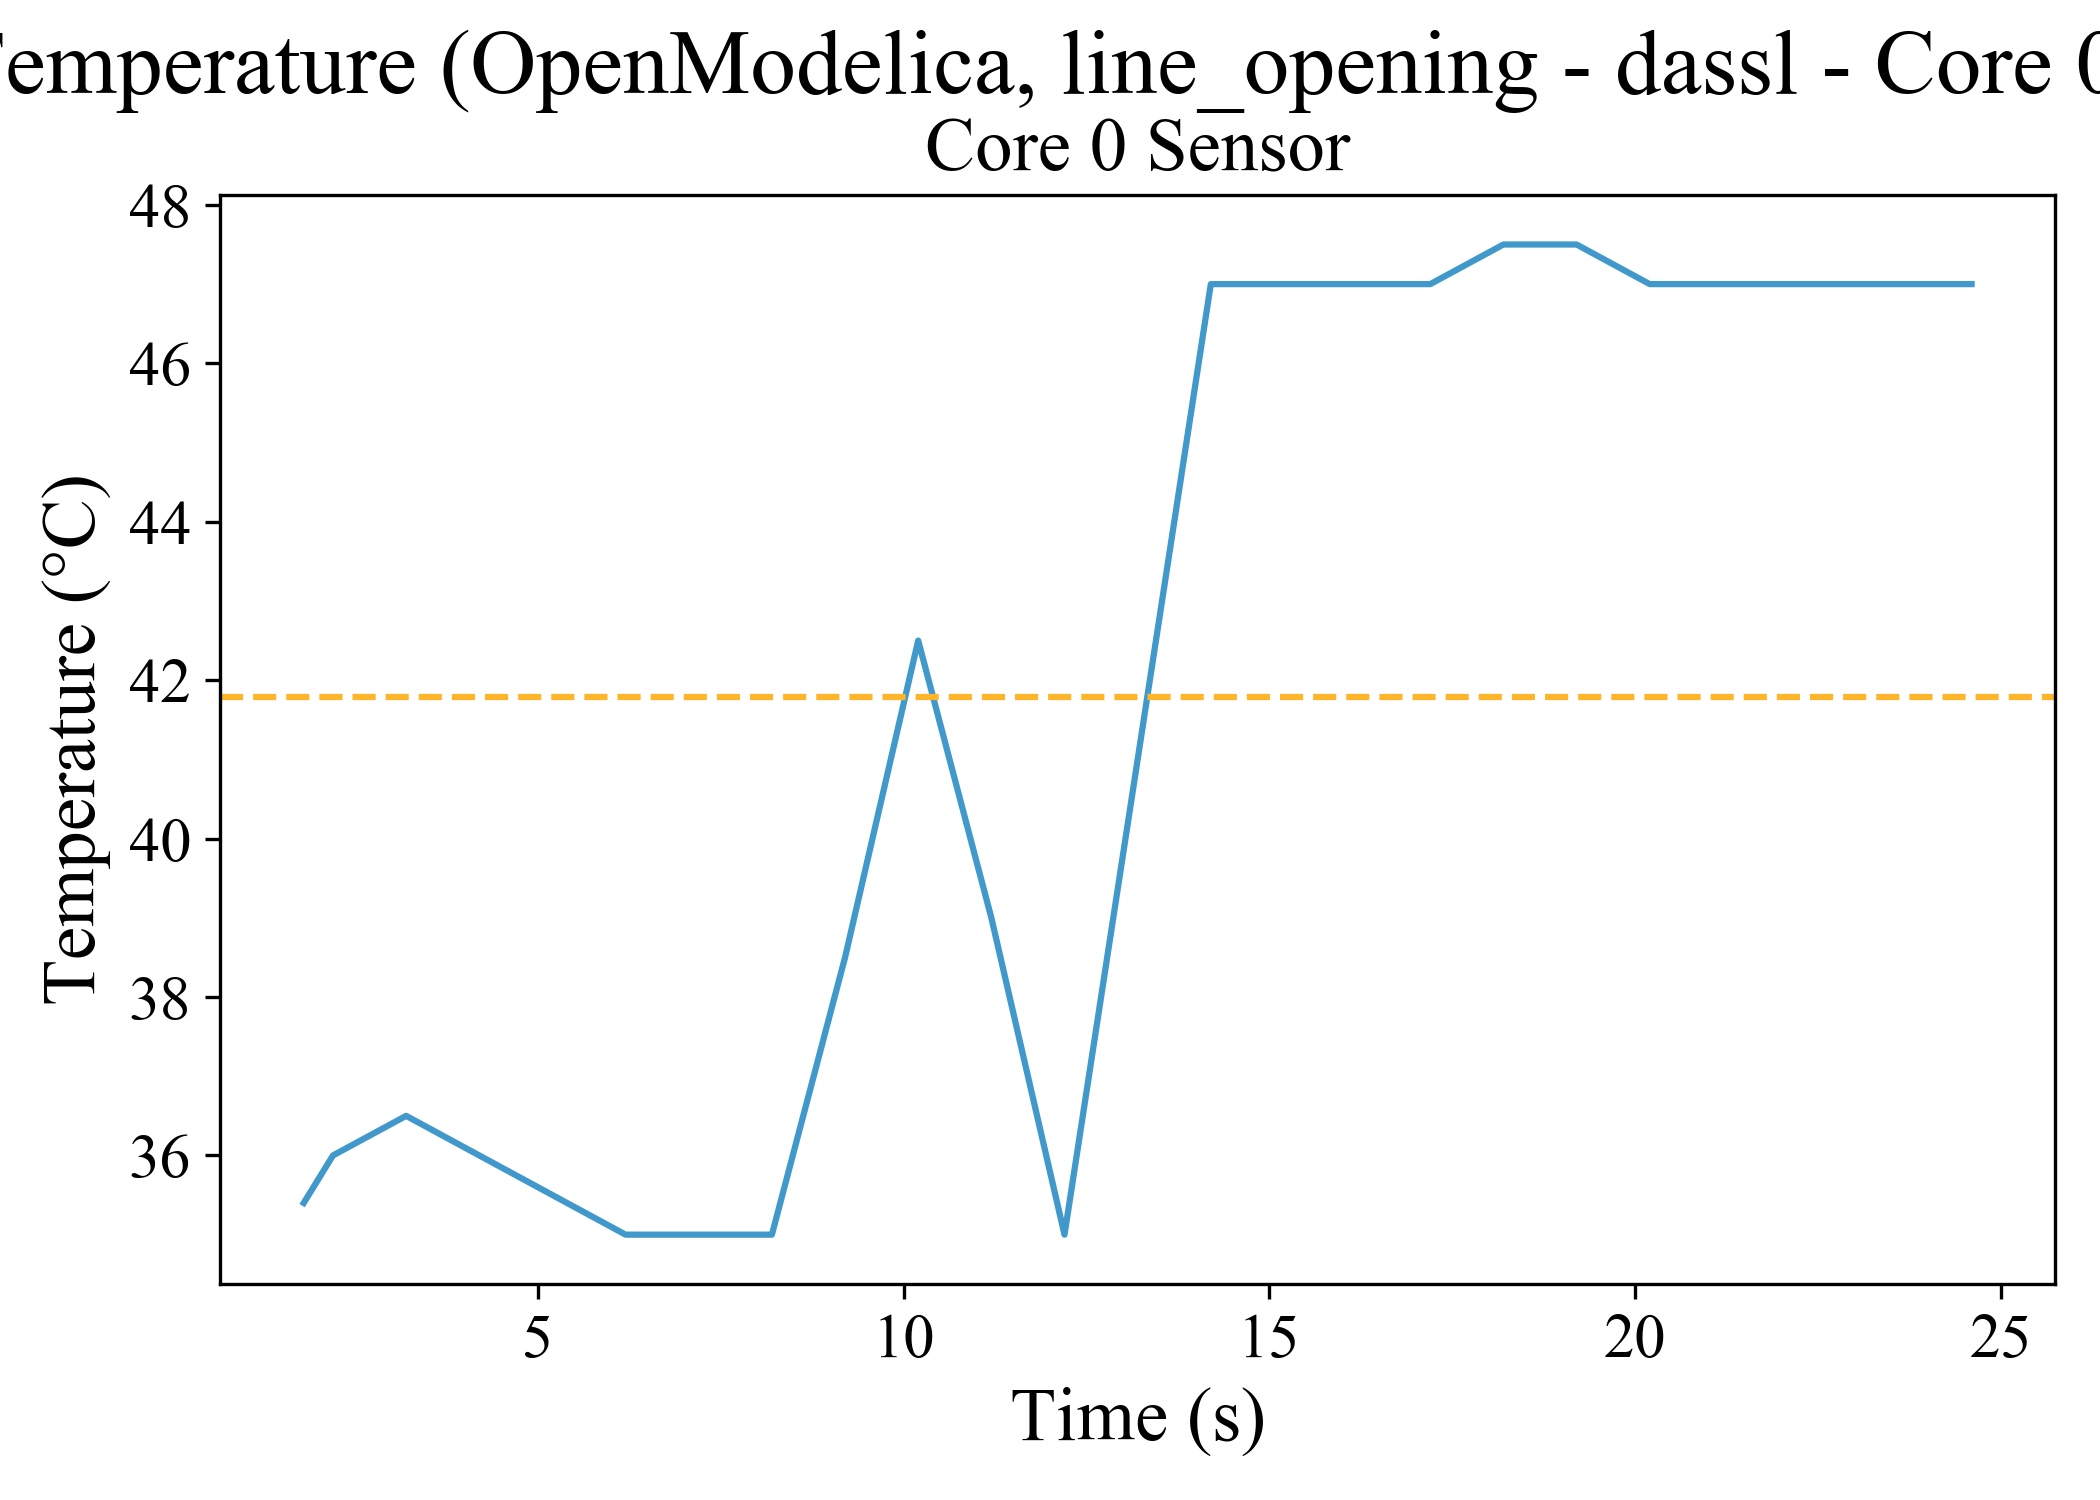 emperature (OpenModelica, line_opening - dassl - Core 0
Core 0 Sensor
48
46
44
42
40
38
36
Temperature (°C)
5 10 15 20 25
Time (s)